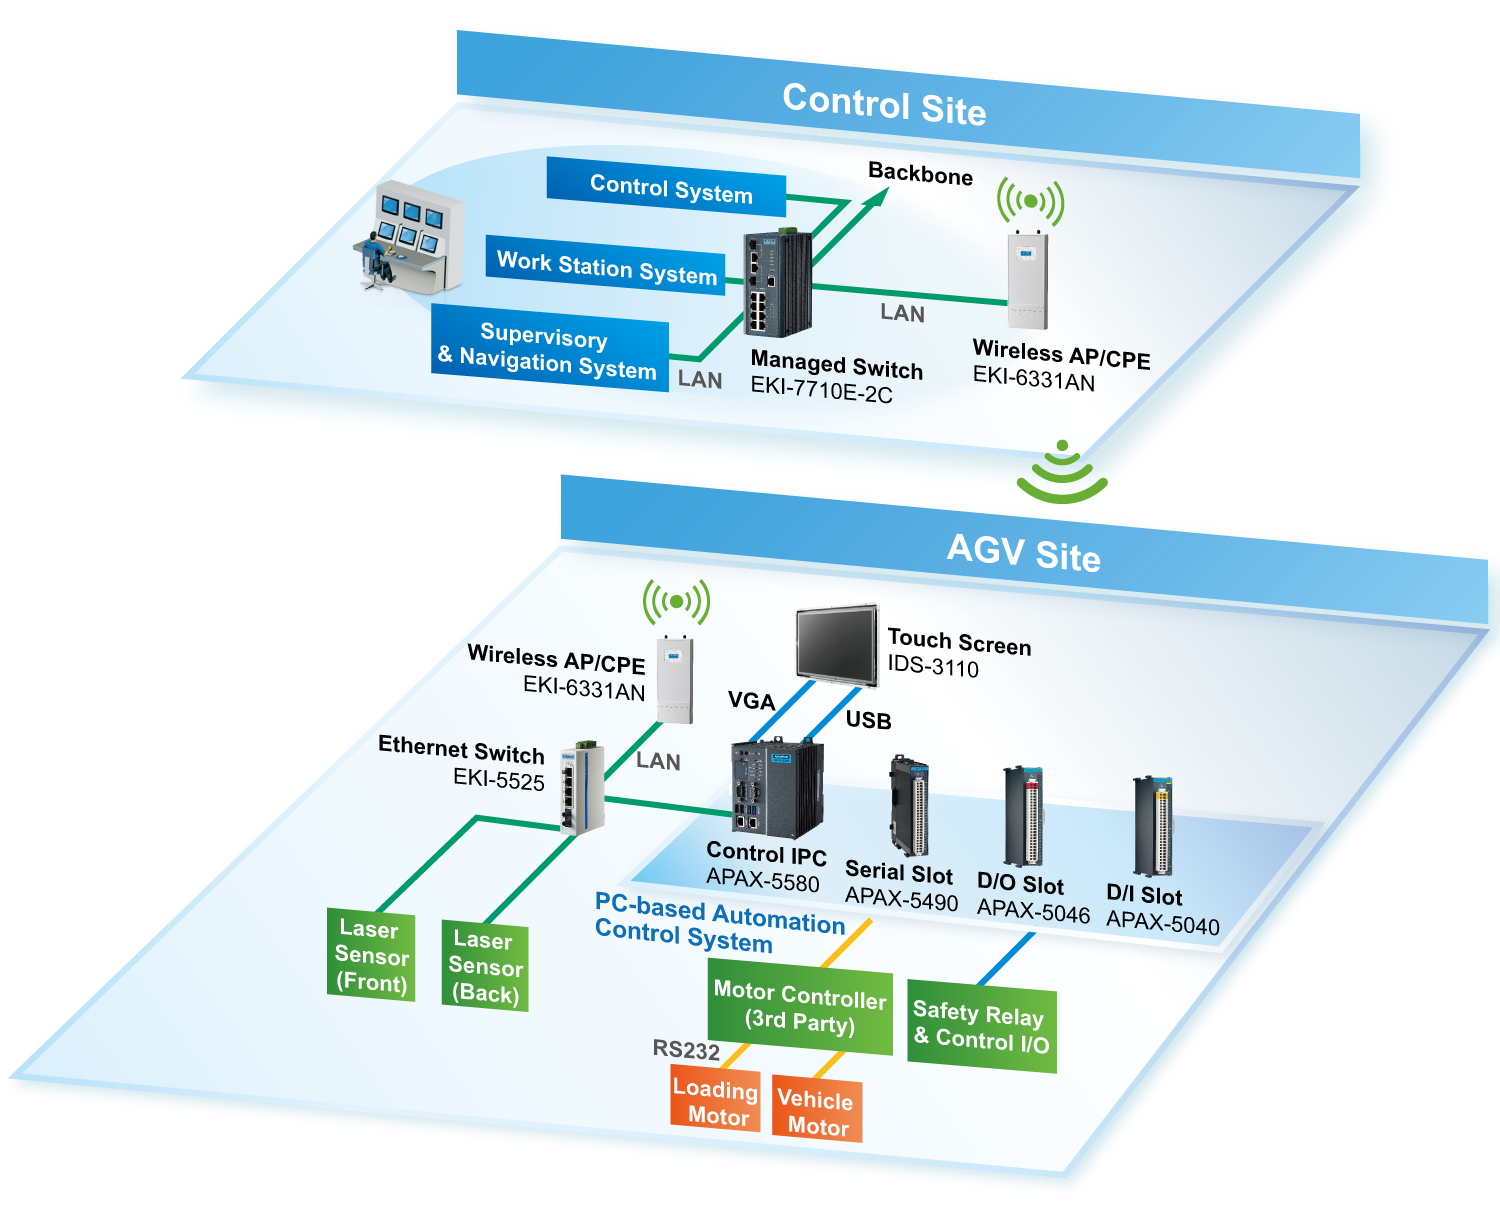 Control Site
Backbone
Control System
Work Station System
Supervisory
& Navigation System
LAN
LAN
Managed Switch
EKI-7710E-2C
Wireless AP/CPE
EKI-6331AN
AGV Site
Wireless AP/CPE
EKI-6331AN
Touch Screen
IDS-3110
VGA
USB
Ethernet Switch
EKI-5525
LAN
Control IPC
APAX-5580
Serial Slot
APAX-5490
D/O Slot
APAX-5046
D/I Slot
APAX-5040
PC-based Automation
Control System
Laser
Sensor
(Front)
Laser
Sensor
(Back)
Motor Controller
(3rd Party)
Safety Relay
& Control I/O
RS232
Loading
Motor
Vehicle
Motor